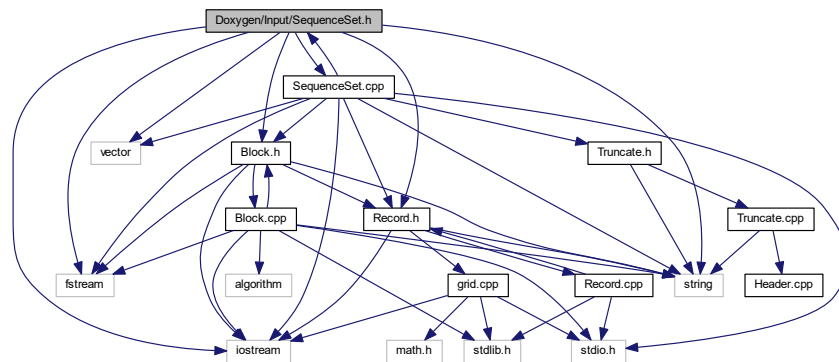 Doxygen/Input/SequenceSet.h
SequenceSet.cpp
vector
Block.h
Truncate.h
Block.cpp
Record.h
Truncate.cpp
fstream
algorithm
grid.cpp
Record.cpp
string
Header.cpp
iostream
math.h
stdlib.h
stdio.h